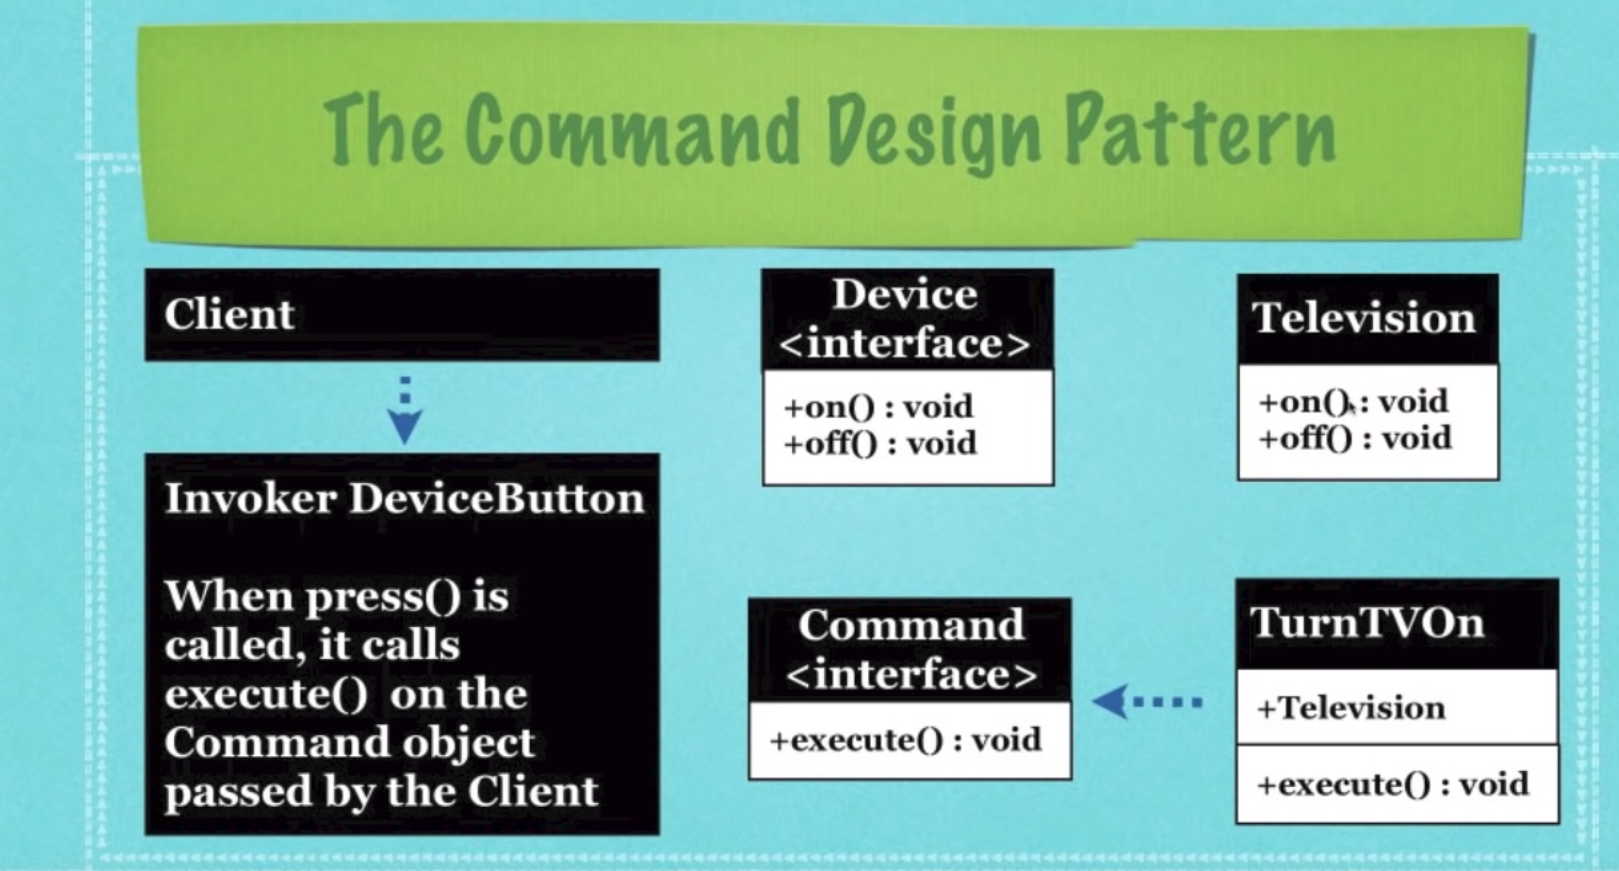 The Command Design Pattern
Client
Invoker DeviceButton
When press() is
called, it calls
execute() on the
Command object
passed by the Client
Device
<interface>
+on() : void
+off() : void
Television
+on() : void
+off() : void
Command
<interface>
+execute() : void
TurnTVOn
+Television
+execute() : void